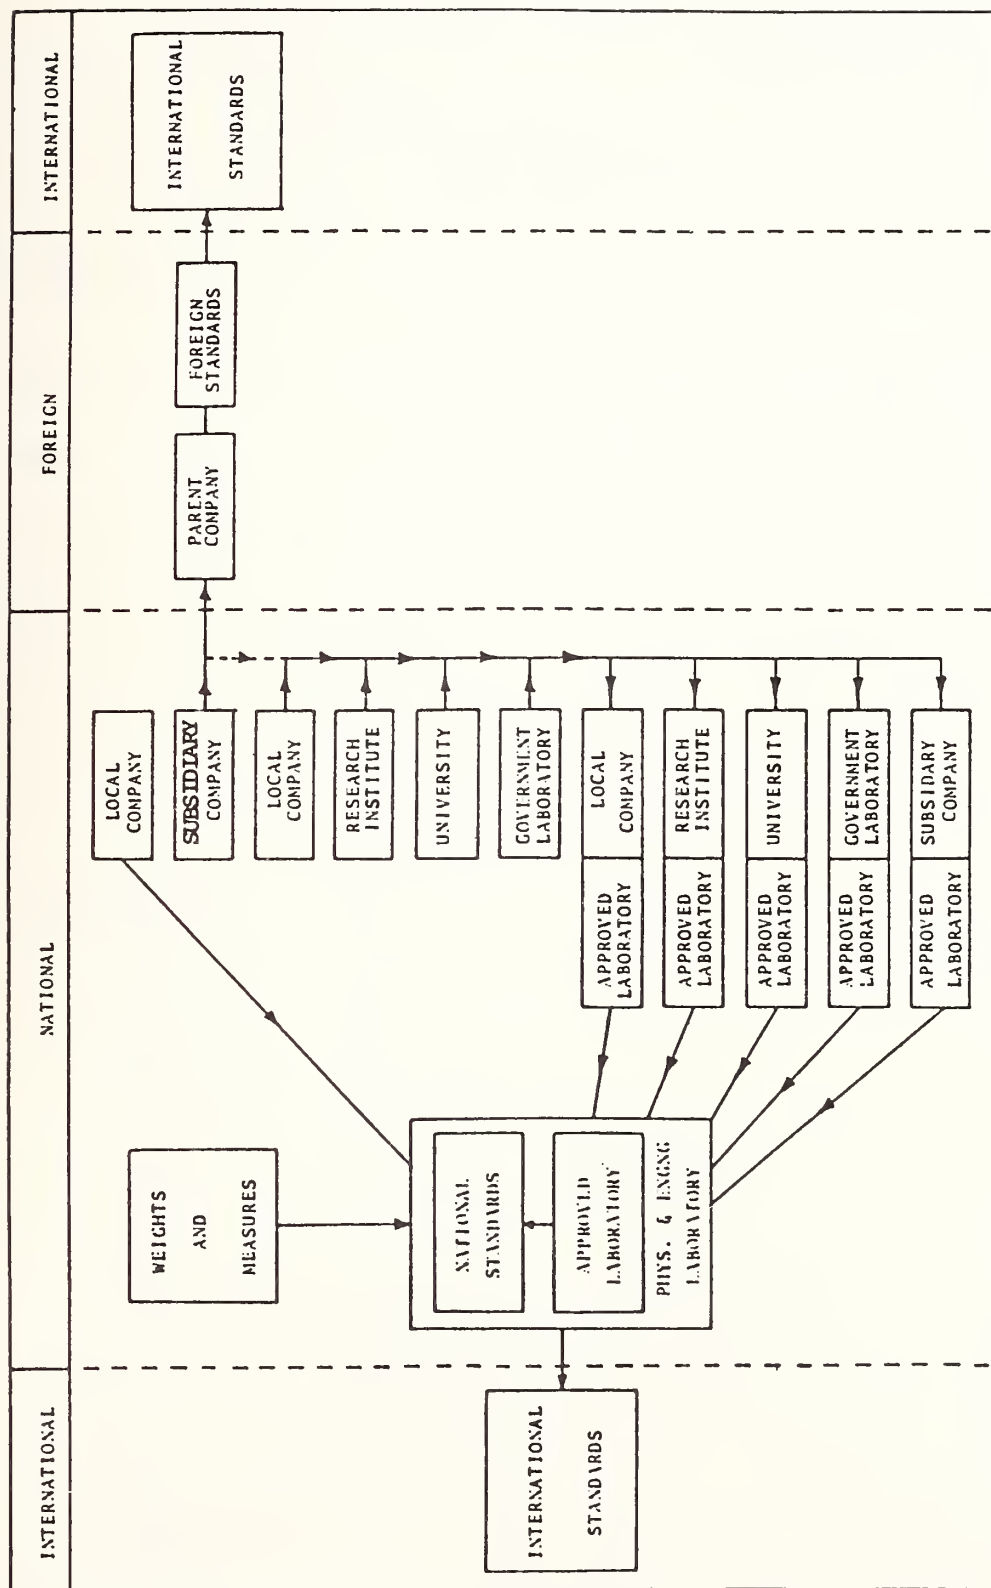 INTERNATIONAL
NATIONAL
FOREIGN
INTERNATIONAL
INTERNATIONAL
STANDARDS
WEIGHTS
AND
MEASURES
NATIONAL
STANDARDS
APPROVED
LABORATORY
PHYS. & ENGNG
LABORATORY
LOCAL
COMPANY
SUBSIDIARY
COMPANY
LOCAL
COMPANY
RESEARCH
INSTITUTE
UNIVERSITY
GOVERNMENT
LABORATORY
APPROVED
LABORATORY
LOCAL
COMPANY
APPROVED
LABORATORY
RESEARCH
INSTITUTE
APPROVED
LABORATORY
UNIVERSITY
APPROVED
LABORATORY
GOVERNMENT
LABORATORY
APPROVED
LABORATORY
SUBSIDARY
COMPANY
PARENT
COMPANY
FOREIGN
STANDARDS
INTERNATIONAL
STANDARDS